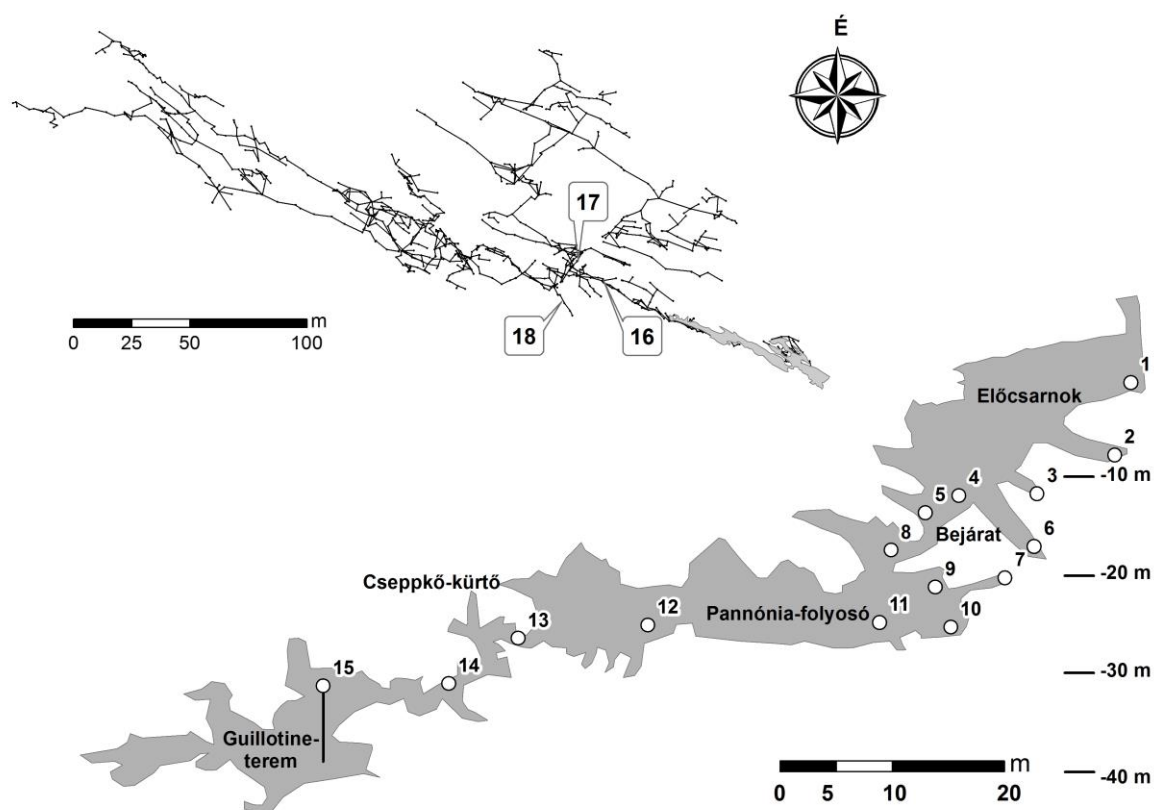 É
17
18
16
m
0 25 50 100
1
Előcsarnok
2
-10 m
3
4
5
6
Bejárat
7
8
-20 m
9
Cseppkő-kürtő
Pannónia-folyosó
10
11
12
13
-30 m
14
15
Guillotine-
terem
-40 m
m
0 5 10 20